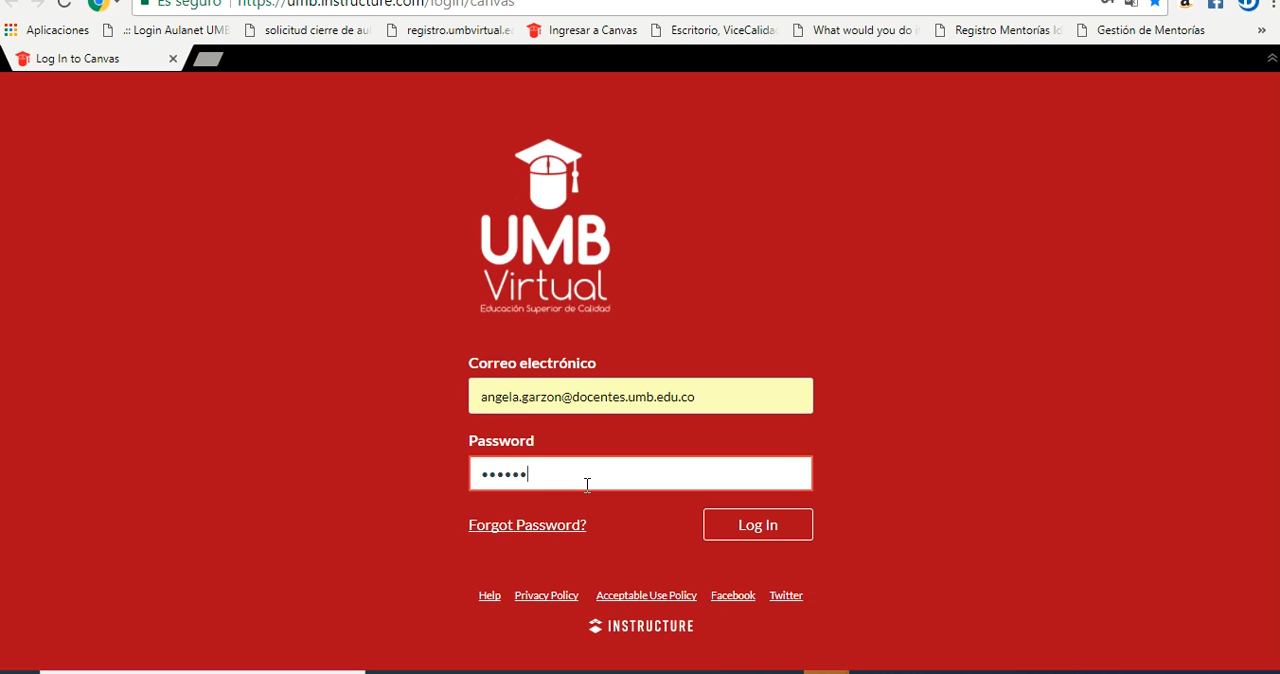 Es seguro https://umb.instructure.com/login/canvas
Aplicaciones .:: Login Aulanet UMB solicitud cierre de au registro.umbvirtual.e Ingresar a Canvas Escritorio, ViceCalida What would you do i Registro Mentorías Gestión de Mentorías »
Log In to Canvas
UMB
Virtual
Educación Superior de Calidad
Correo electrónico
angela.garzon@docentes.umb.edu.co
Password
••••••
Forgot Password? Log In
Help Privacy Policy Acceptable Use Policy Facebook Twitter
INSTRUCTURE